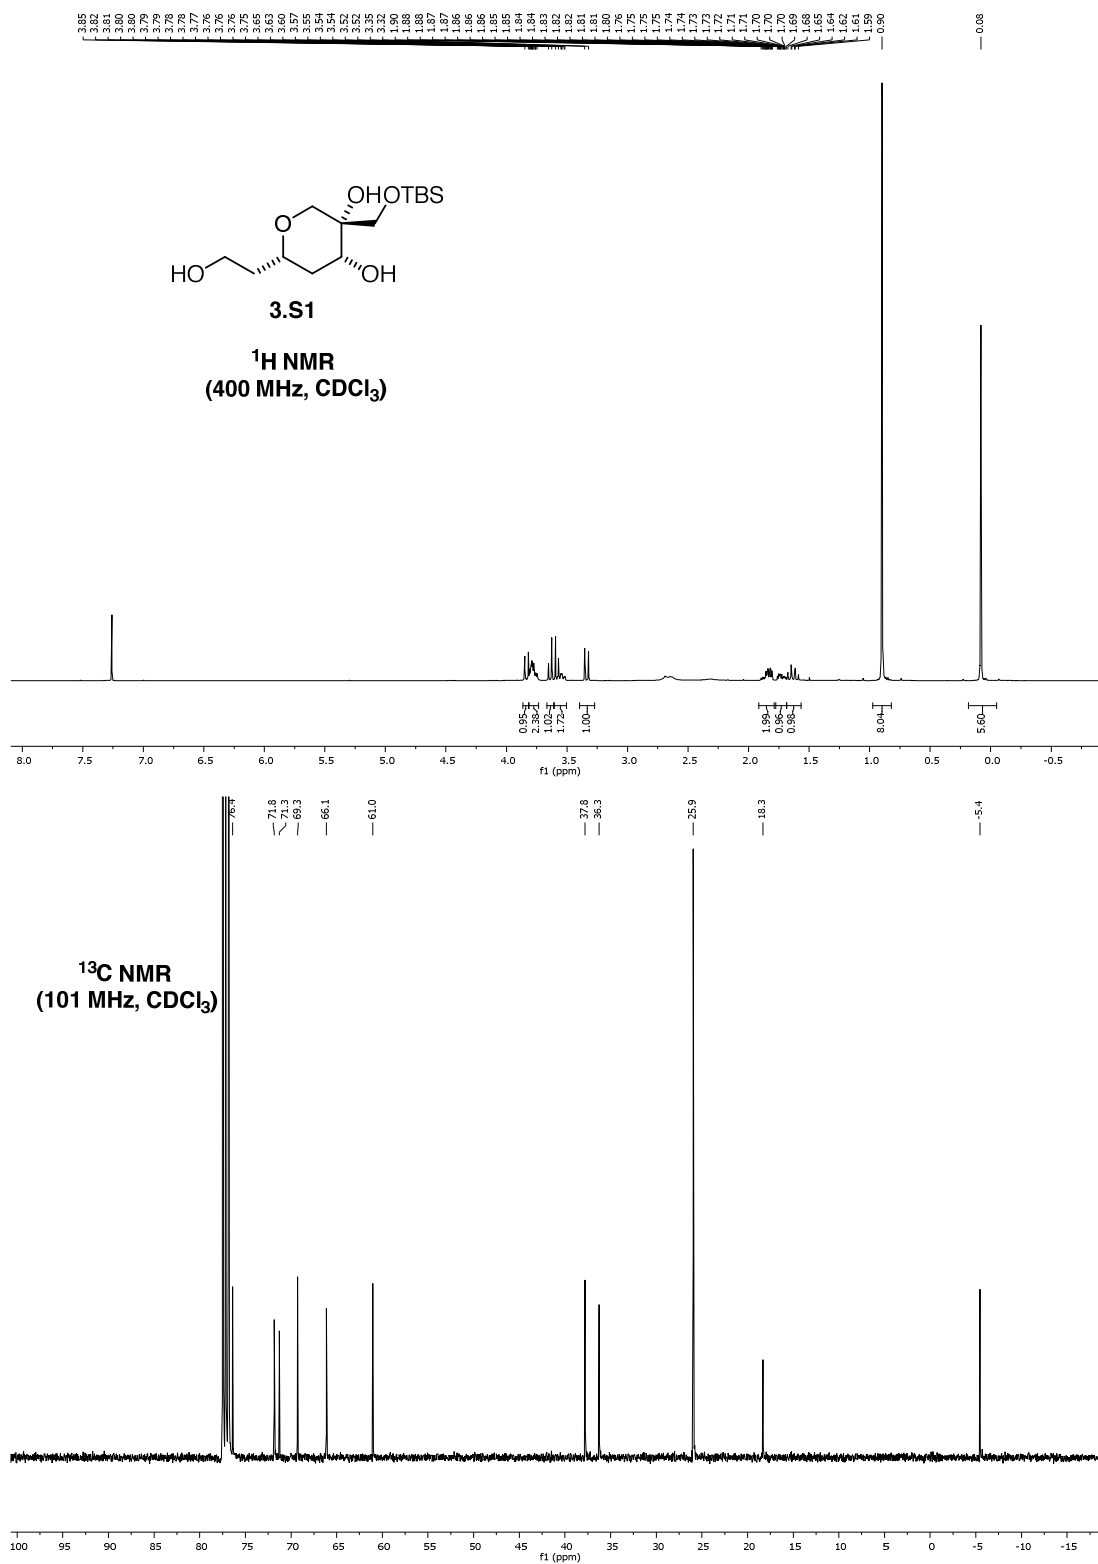 3.85 3.82 3.81 3.80 3.80 3.79 3.79 3.78 3.78 3.77 3.76 3.76 3.76 3.75 3.65 3.63 3.60 3.57 3.55 3.54 3.54 3.52 3.52 3.35 3.32 1.90 1.88 1.88 1.87 1.87 1.86 1.86 1.86 1.85 1.85 1.84 1.84 1.83 1.82 1.82 1.81 1.81 1.80 1.76 1.75 1.75 1.75 1.74 1.74 1.73 1.73 1.72 1.71 1.71 1.70 1.70 1.70 1.69 1.68 1.65 1.64 1.62 1.61 1.59 0.90 0.08
OHOTBS
O
HO
OH
3.S1
¹H NMR
(400 MHz, CDCl₃)
0.95 2.38 1.02 1.72 1.00 1.99 0.96 0.98 8.04 5.60
8.0 7.5 7.0 6.5 6.0 5.5 5.0 4.5 4.0 3.5 3.0 2.5 2.0 1.5 1.0 0.5 0.0 -0.5
f1 (ppm)
76.4 71.8 71.3 69.3 66.1 61.0 37.8 36.3 25.9 18.3 -5.4
¹³C NMR
(101 MHz, CDCl₃)
100 95 90 85 80 75 70 65 60 55 50 45 40 35 30 25 20 15 10 5 0 -5 -10 -15
f1 (ppm)